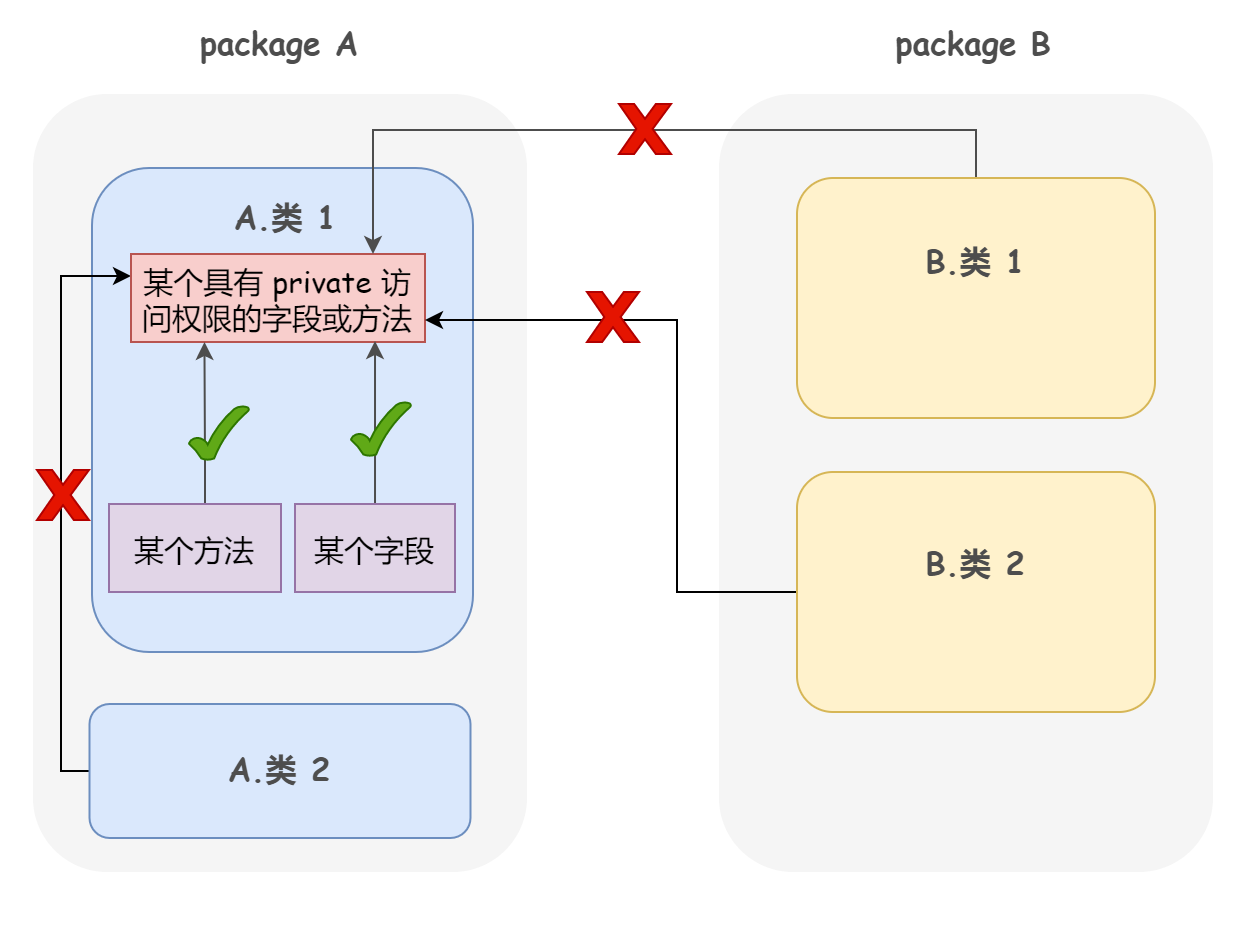 package A
package B
A.类 1
某个具有 private 访
问权限的字段或方法
某个方法
某个字段
A.类 2
B.类 1
B.类 2